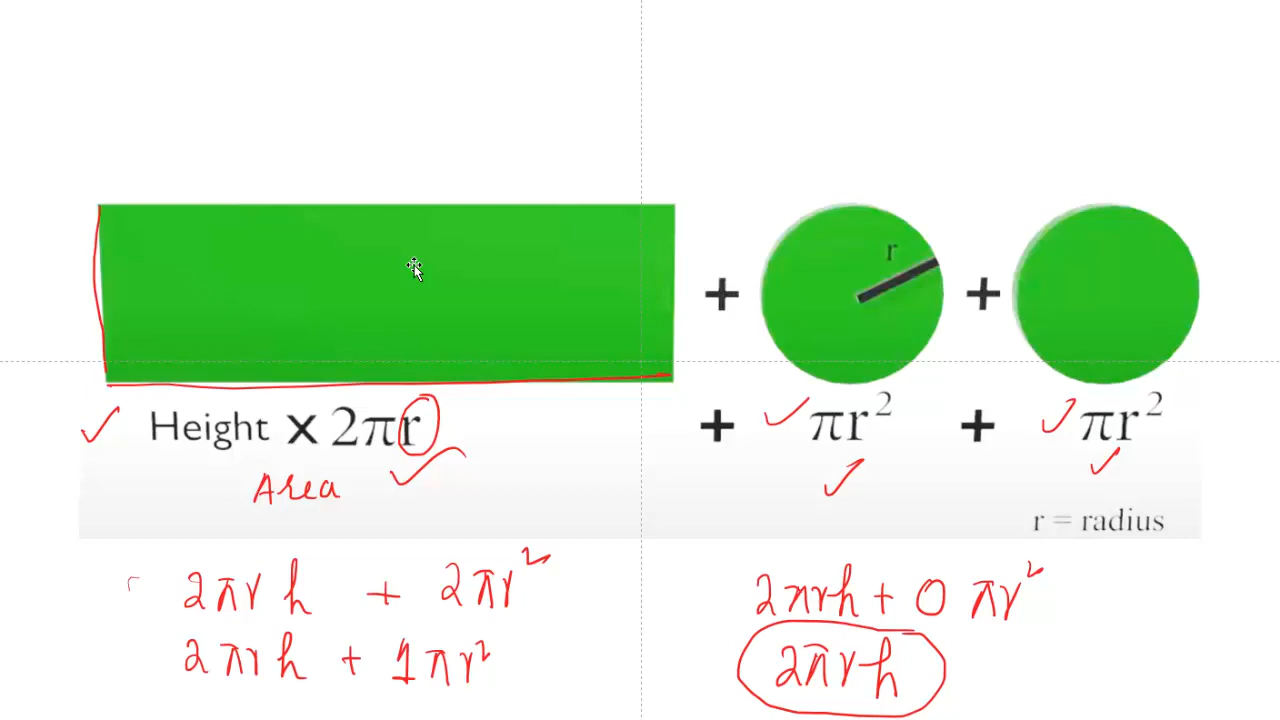 r
+ +
Height x 2πr + πr² + πr²
Area
r = radius
2πrh + 2πr² 2πrh + 0 πr²
2πrh + 1πr² 2πrh